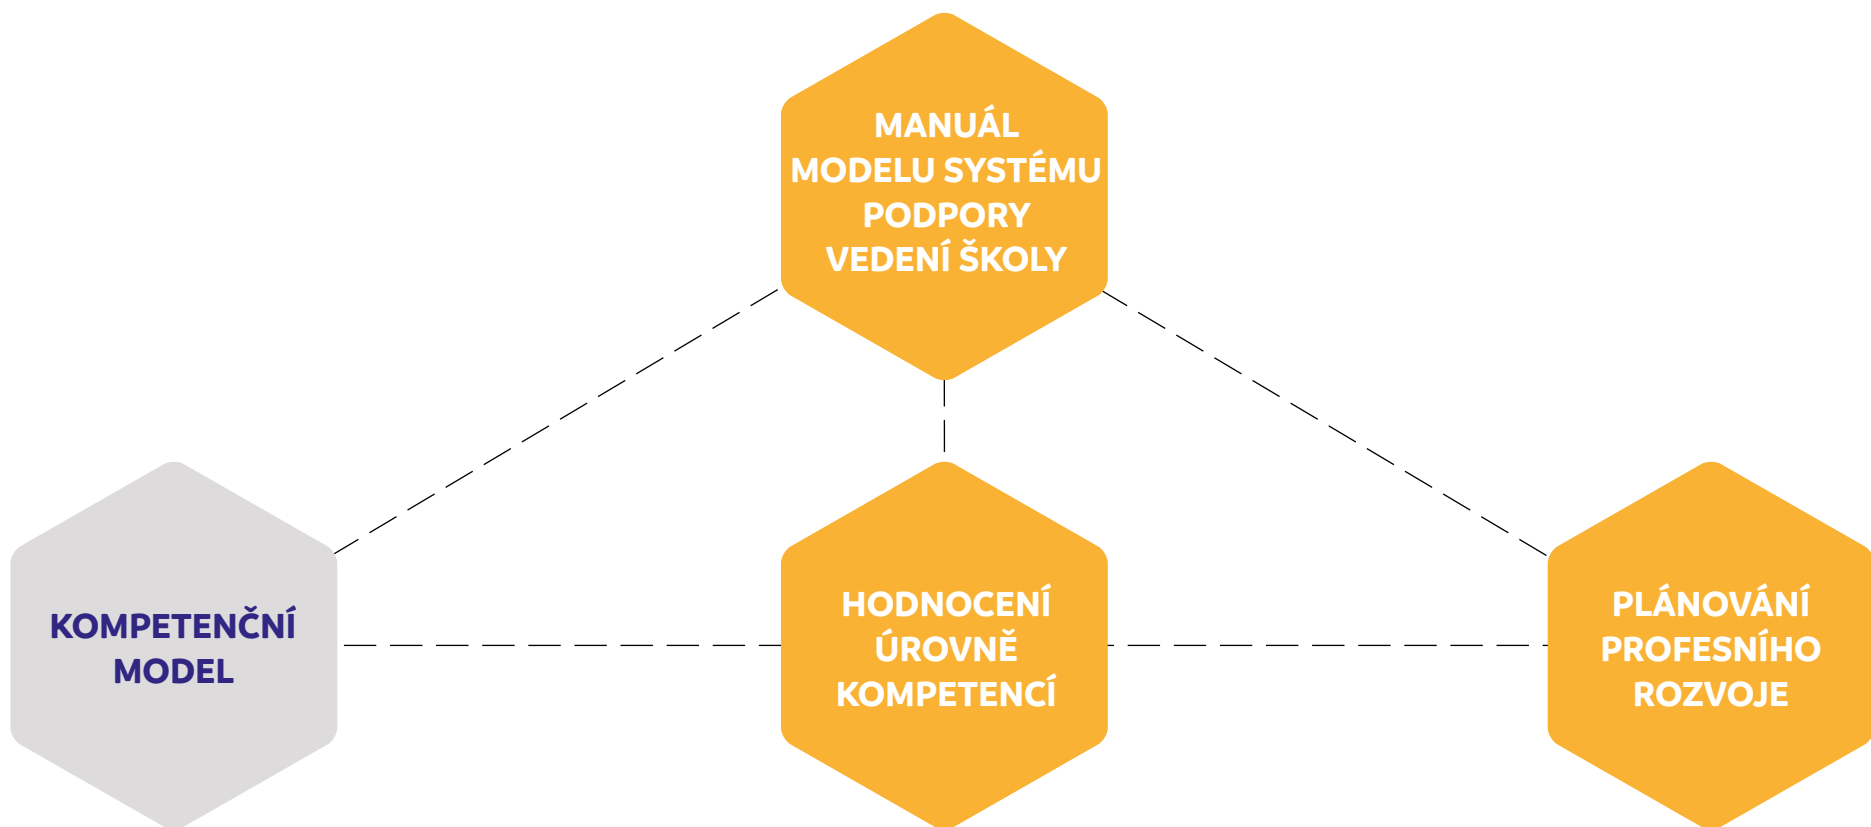 MANUÁL
MODELU SYSTÉMU
PODPORY
VEDENÍ ŠKOLY
KOMPETENČNÍ
MODEL
HODNOCENÍ
ÚROVNĚ
KOMPETENCÍ
PLÁNOVÁNÍ
PROFESNÍHO
ROZVOJE